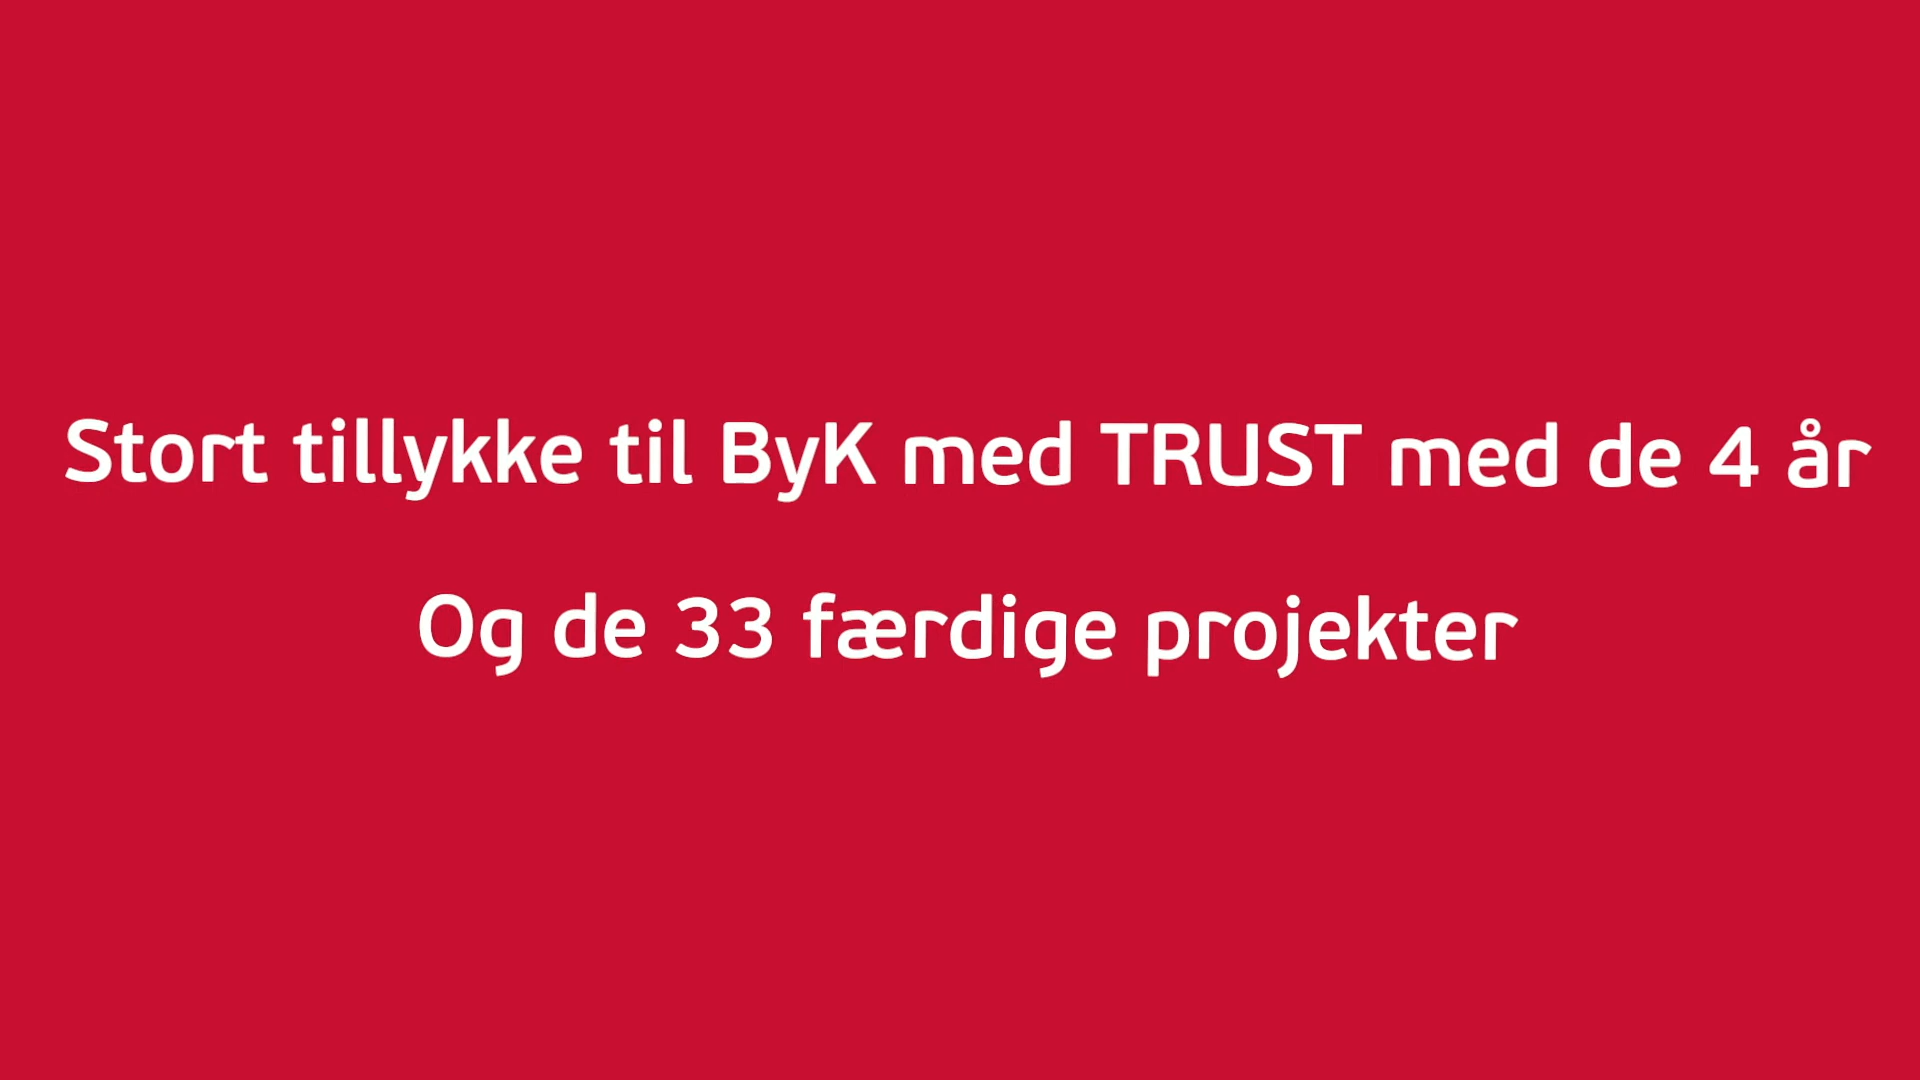 Stort tillykke til ByK med TRUST med de 4 år
Og de 33 færdige projekter